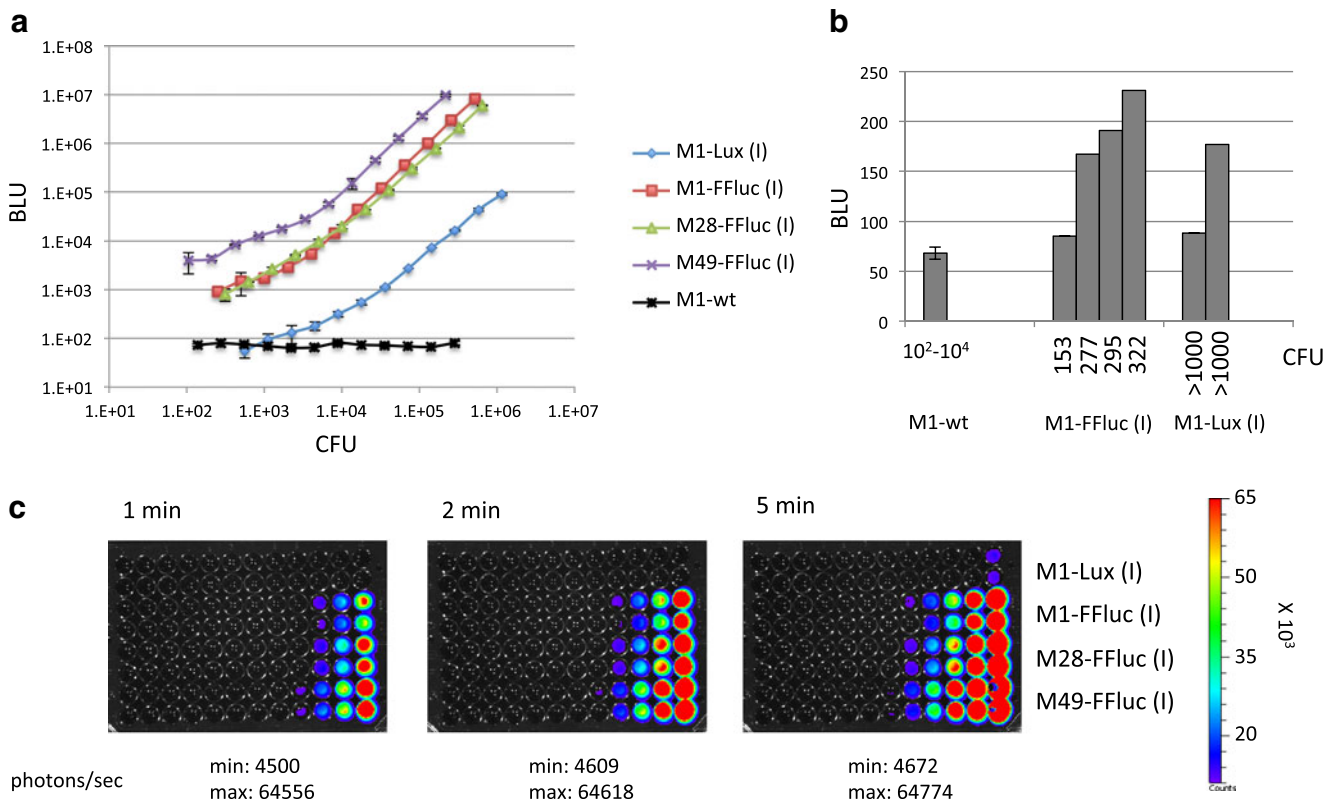 a
1.E+08
1.E+07
1.E+06
1.E+05
1.E+04
1.E+03
1.E+02
1.E+01
BLU
1.E+01 1.E+02 1.E+03 1.E+04 1.E+05 1.E+06 1.E+07
CFU
M1-Lux (I)
M1-FFluc (I)
M28-FFluc (I)
M49-FFluc (I)
M1-wt
b
250
200
150
100
50
0
BLU
10²-10⁴ 153 277 295 322 >1000 >1000 CFU
M1-wt M1-FFluc (I) M1-Lux (I)
c
1 min 2 min 5 min
M1-Lux (I)
M1-FFluc (I)
M28-FFluc (I)
M49-FFluc (I)
65
50
35
20
X 10³
Counts
photons/sec
min: 4500 min: 4609 min: 4672
max: 64556 max: 64618 max: 64774